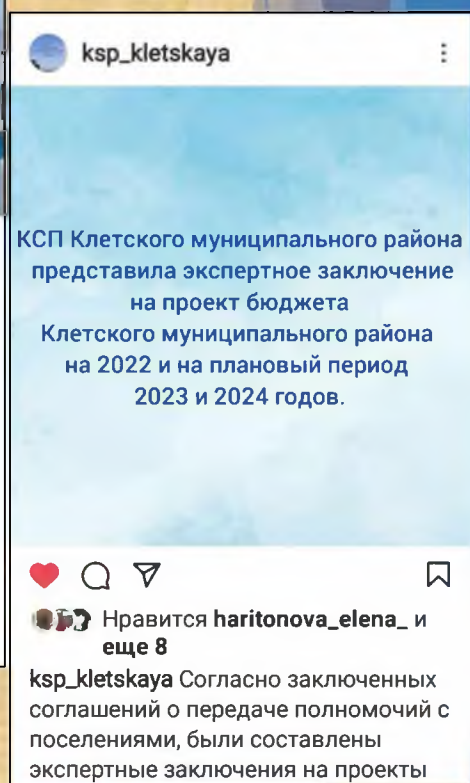 ksp_kletskaya
КСП Клетского муниципального района
представила экспертное заключение
на проект бюджета
Клетского муниципального района
на 2022 и на плановый период
2023 и 2024 годов.
Нравится haritonova_elena_ и
еще 8
ksp_kletskaya Согласно заключенных
соглашений о передаче полномочий с
поселениями, были составлены
экспертные заключения на проекты